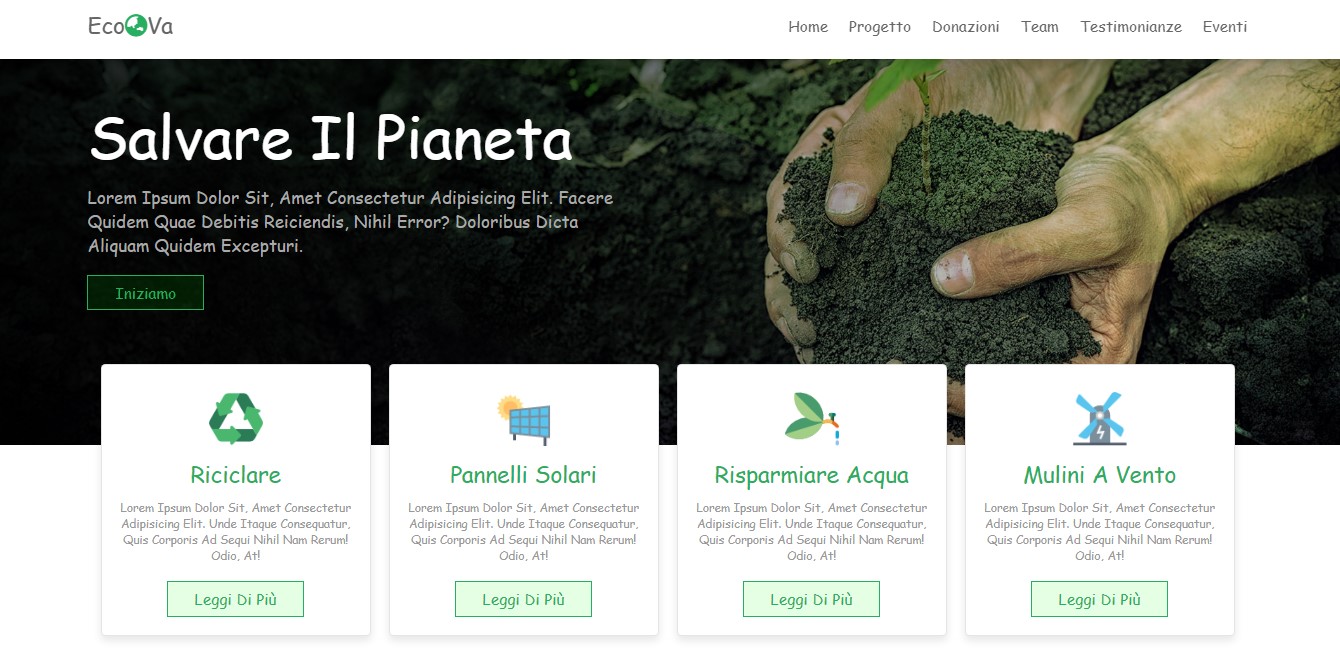 EcoVa
Home Progetto Donazioni Team Testimonianze Eventi
Salvare Il Pianeta
Lorem Ipsum Dolor Sit, Amet Consectetur Adipisicing Elit. Facere
Quidem Quae Debitis Reiciendis, Nihil Error? Doloribus Dicta
Aliquam Quidem Excepturi.
Iniziamo
Riciclare
Lorem Ipsum Dolor Sit, Amet Consectetur
Adipisicing Elit. Unde Itaque Consequatur,
Quis Corporis Ad Sequi Nihil Nam Rerum!
Odio, At!
Leggi Di Più
Pannelli Solari
Lorem Ipsum Dolor Sit, Amet Consectetur
Adipisicing Elit. Unde Itaque Consequatur,
Quis Corporis Ad Sequi Nihil Nam Rerum!
Odio, At!
Leggi Di Più
Risparmiare Acqua
Lorem Ipsum Dolor Sit, Amet Consectetur
Adipisicing Elit. Unde Itaque Consequatur,
Quis Corporis Ad Sequi Nihil Nam Rerum!
Odio, At!
Leggi Di Più
Mulini A Vento
Lorem Ipsum Dolor Sit, Amet Consectetur
Adipisicing Elit. Unde Itaque Consequatur,
Quis Corporis Ad Sequi Nihil Nam Rerum!
Odio, At!
Leggi Di Più